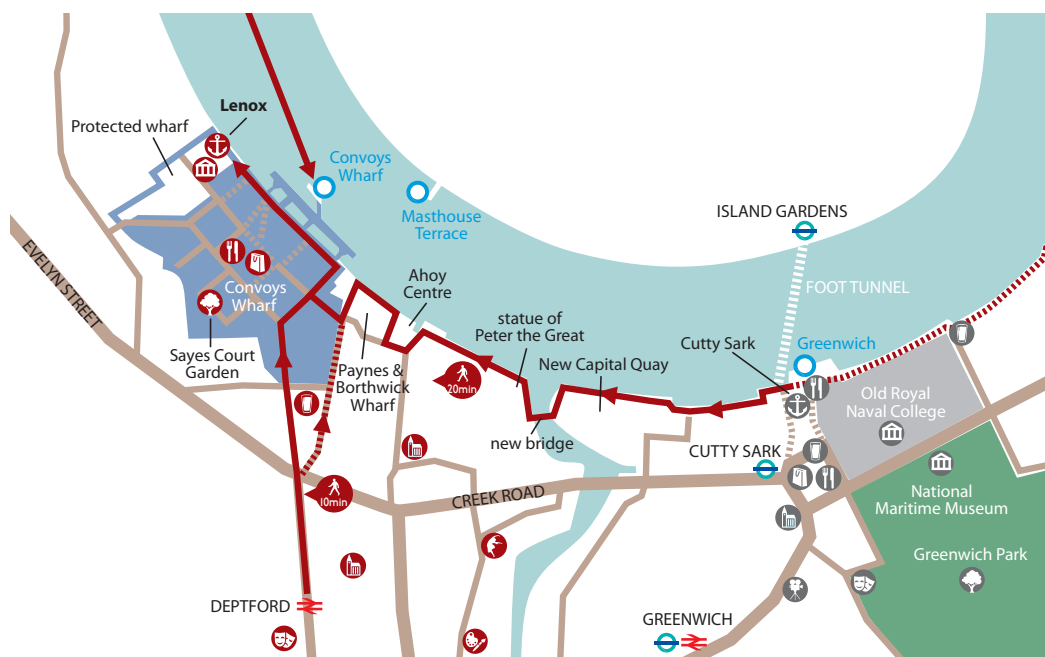 Lenox
Protected wharf
Convoys
Wharf
Masthouse
Terrace
ISLAND GARDENS
EVELYN STREET
Convoys
Wharf
Ahoy
Centre
FOOT TUNNEL
statue of
Peter the Great
Cutty Sark
Greenwich
Sayes Court
Garden
Paynes &
Borthwick
Wharf
20min
New Capital Quay
Old Royal
Naval College
new bridge
CUTTY SARK
10min
CREEK ROAD
National
Maritime Museum
Greenwich Park
DEPTFORD
GREENWICH